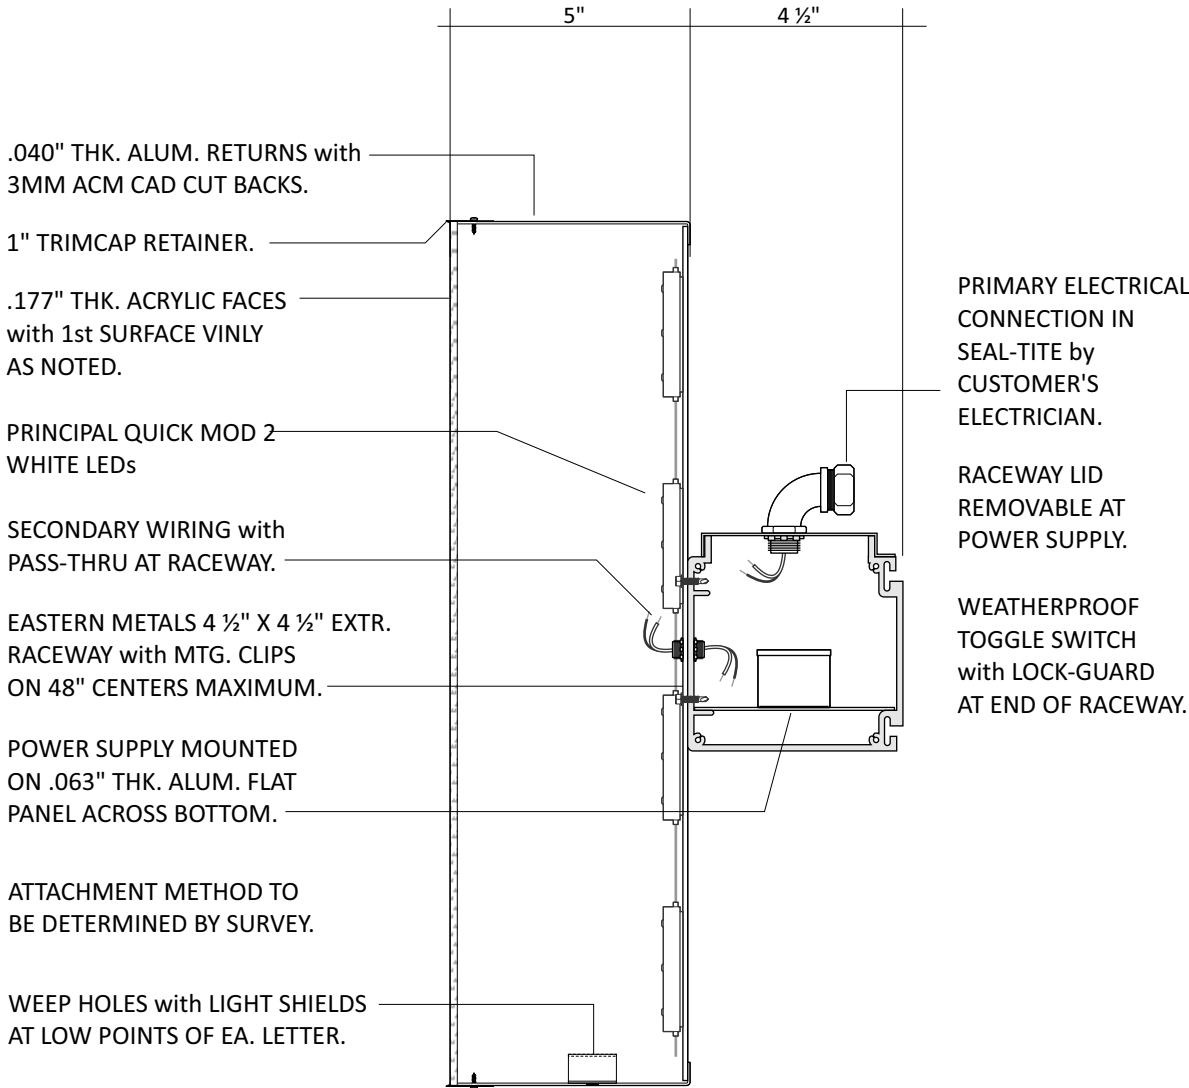 5"
4 ½"
.040" THK. ALUM. RETURNS with
3MM ACM CAD CUT BACKS.
1" TRIMCAP RETAINER.
.177" THK. ACRYLIC FACES
with 1st SURFACE VINLY
AS NOTED.
PRINCIPAL QUICK MOD 2
WHITE LEDs
SECONDARY WIRING with
PASS-THRU AT RACEWAY.
EASTERN METALS 4 ½" X 4 ½" EXTR.
RACEWAY with MTG. CLIPS
ON 48" CENTERS MAXIMUM.
POWER SUPPLY MOUNTED
ON .063" THK. ALUM. FLAT
PANEL ACROSS BOTTOM.
ATTACHMENT METHOD TO
BE DETERMINED BY SURVEY.
WEEP HOLES with LIGHT SHIELDS
AT LOW POINTS OF EA. LETTER.
PRIMARY ELECTRICAL
CONNECTION IN
SEAL-TITE by
CUSTOMER'S
ELECTRICIAN.
RACEWAY LID
REMOVABLE AT
POWER SUPPLY.
WEATHERPROOF
TOGGLE SWITCH
with LOCK-GUARD
AT END OF RACEWAY.